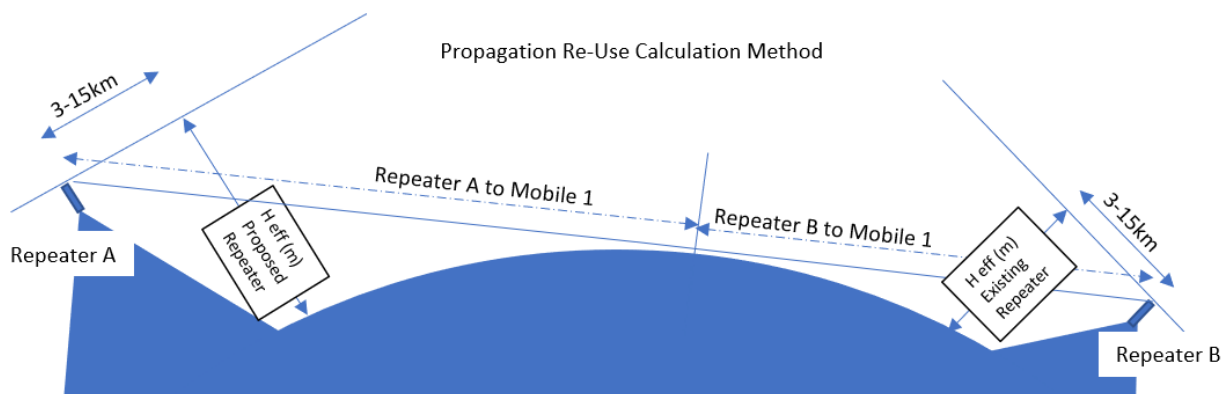 Propagation Re-Use Calculation Method
3-15km
Repeater A to Mobile 1
Repeater B to Mobile 1
3-15km
H eff (m)
Proposed
Repeater
H eff (m)
Existing
Repeater
Repeater A
Repeater B